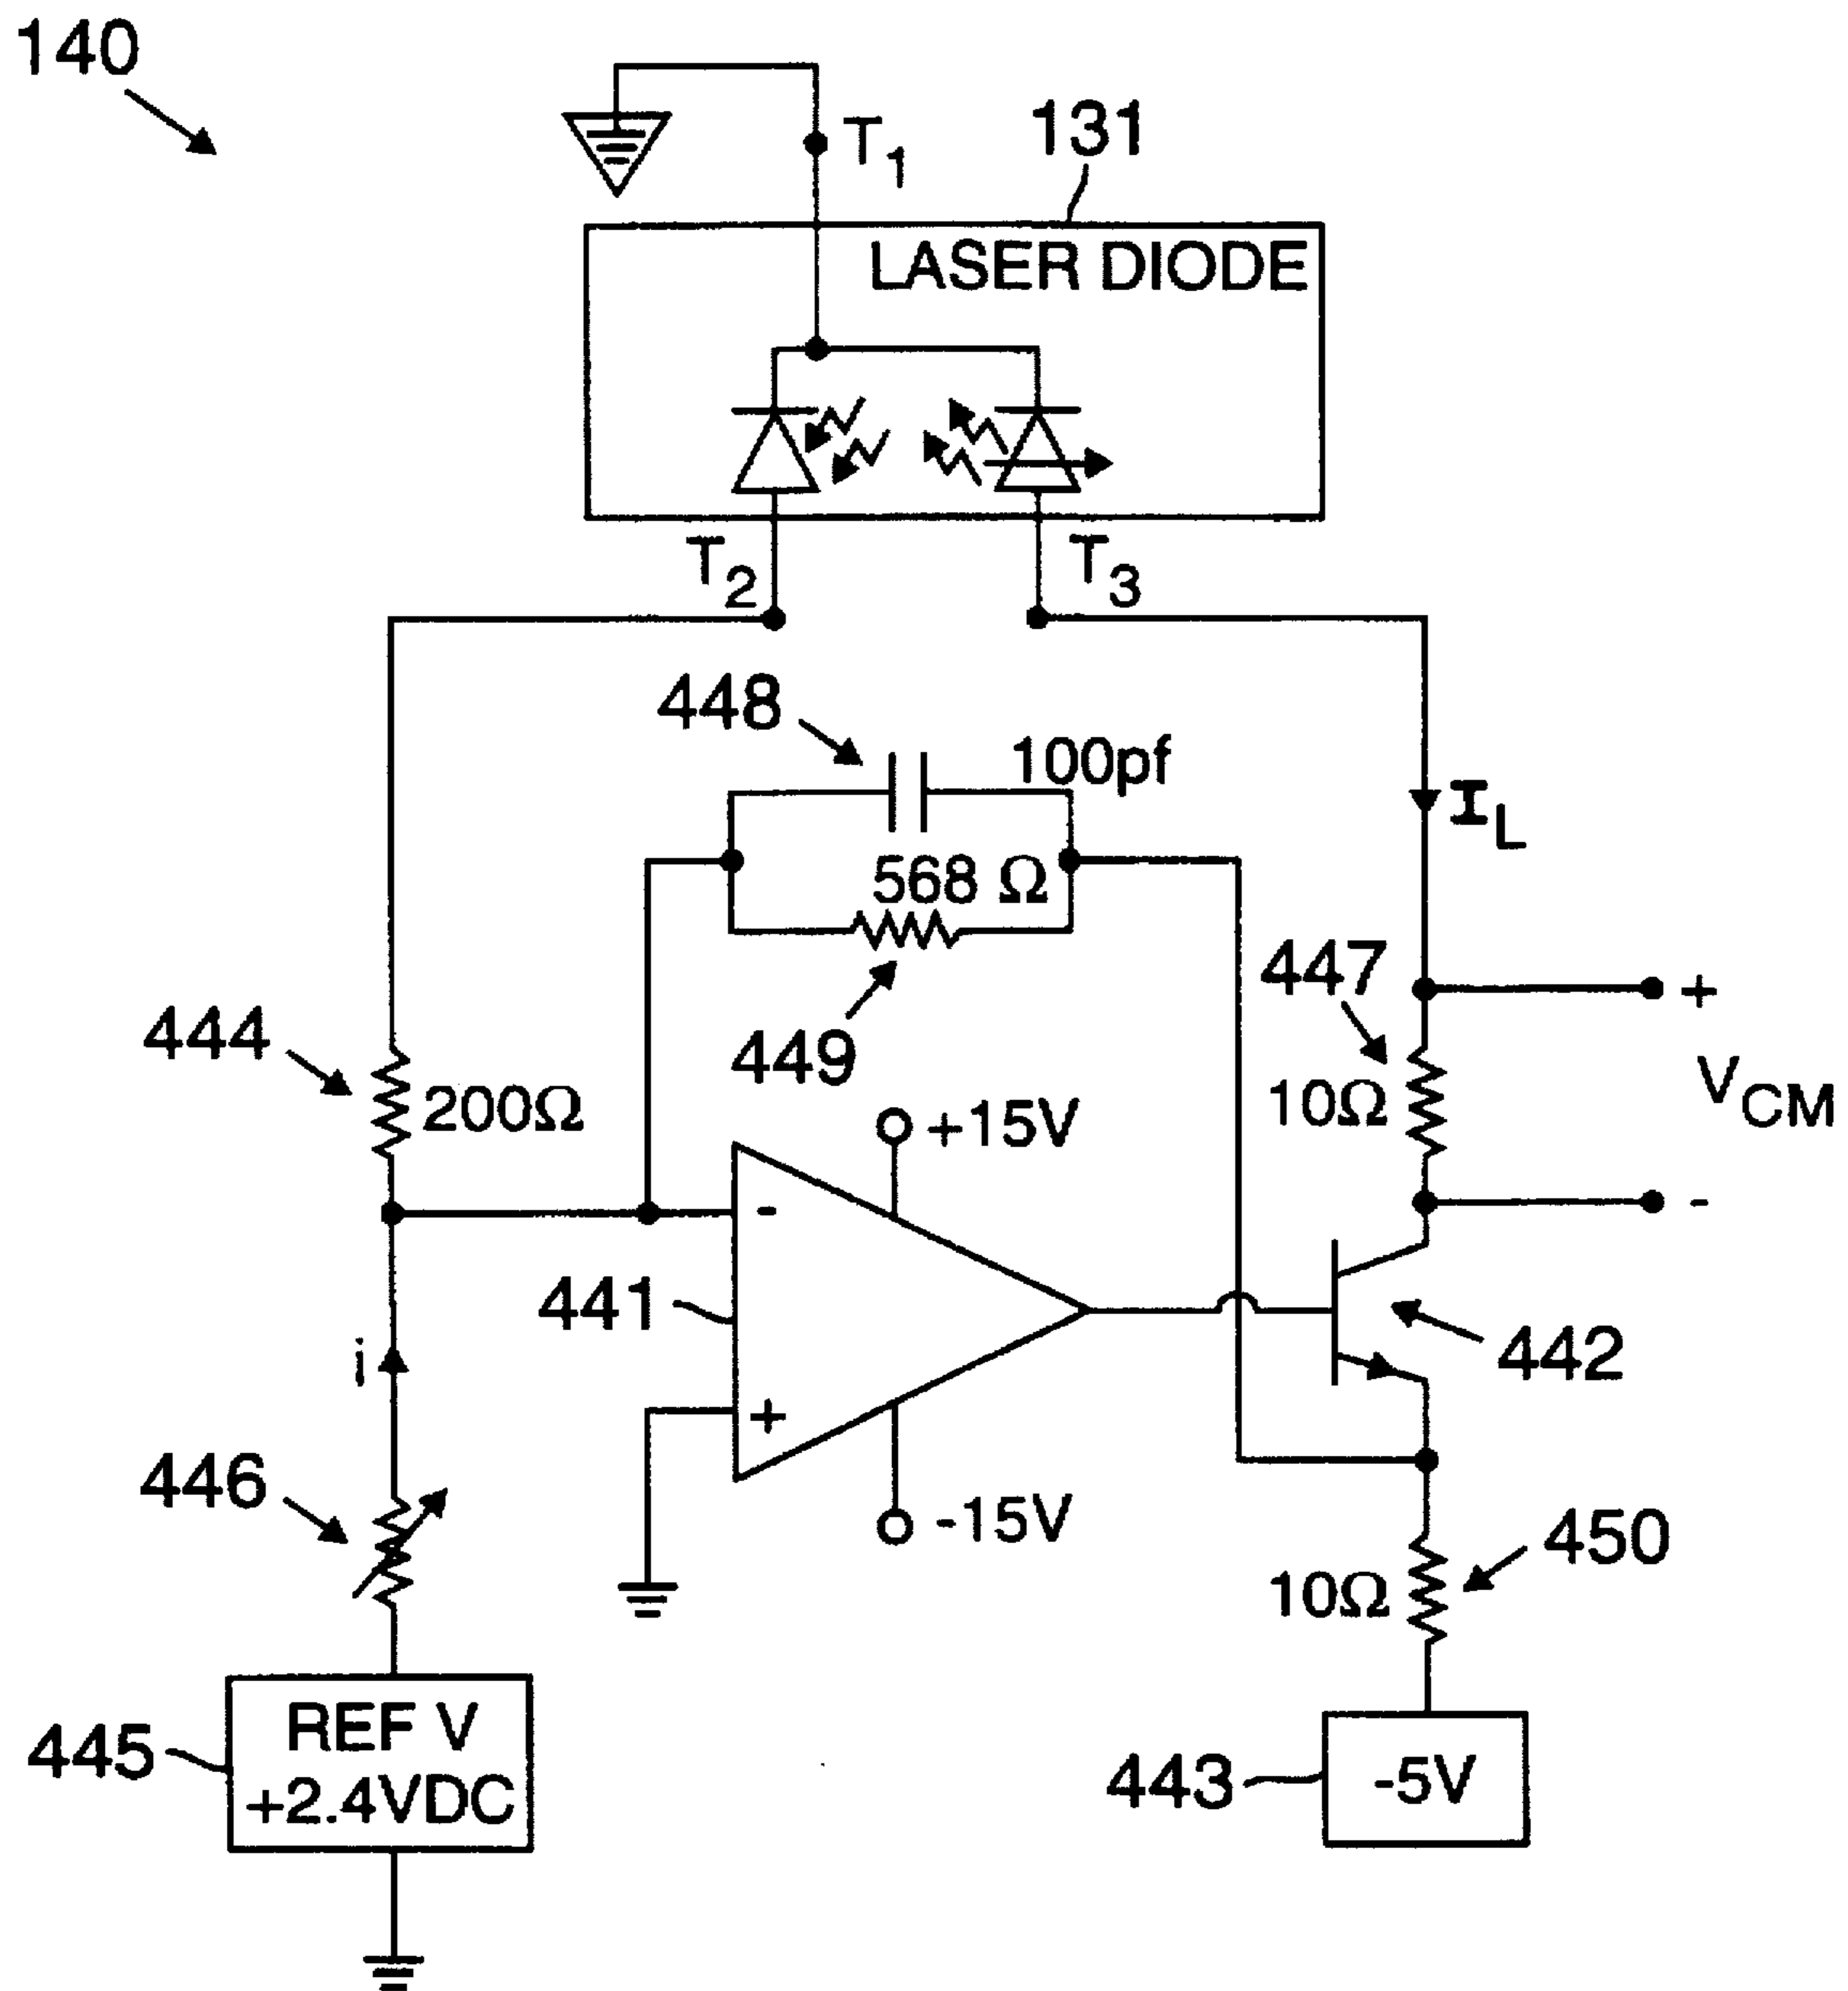 140
T1
131
LASER DIODE
T2
T3
448
100pf
IL
568 Ω
447
+
449
444
200Ω
10Ω
VCM
+15V
-
-
441
442
i
+
446
-15V
450
10Ω
REF V
+2.4VDC
445
443
-5V